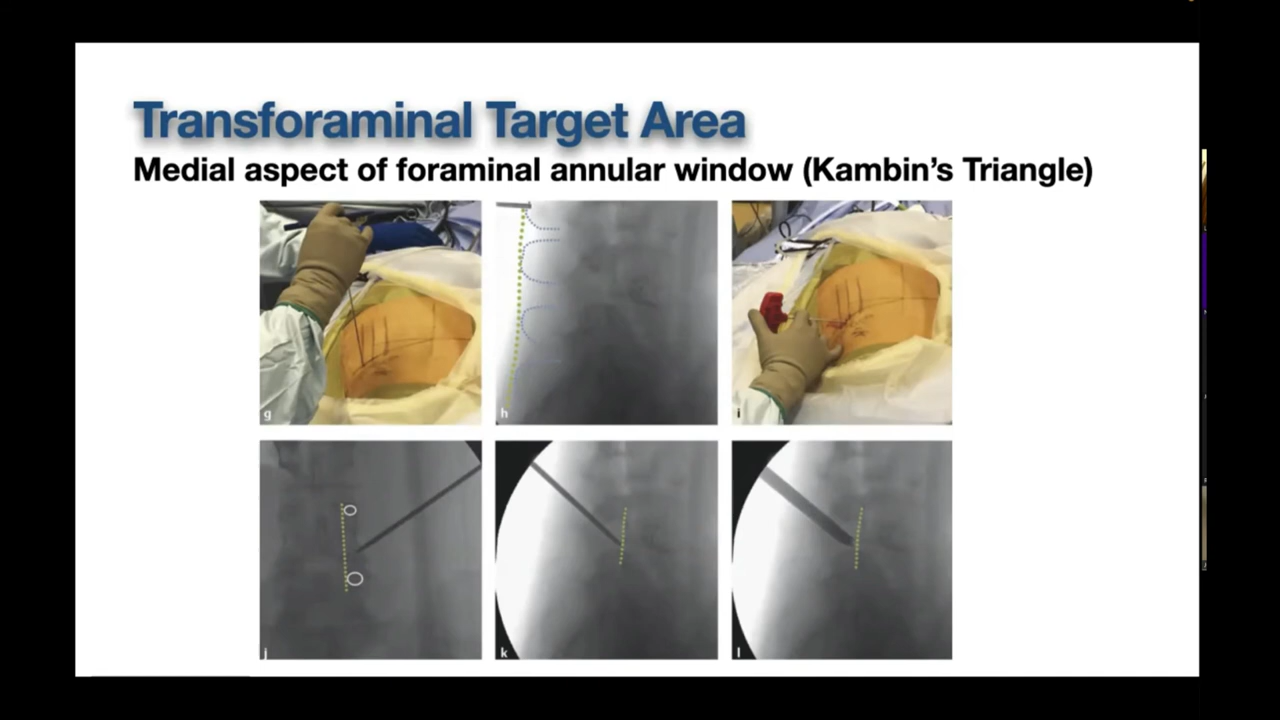 Transforaminal Target Area
Medial aspect of foraminal annular window (Kambin’s Triangle)
g
h
i
j
k
l